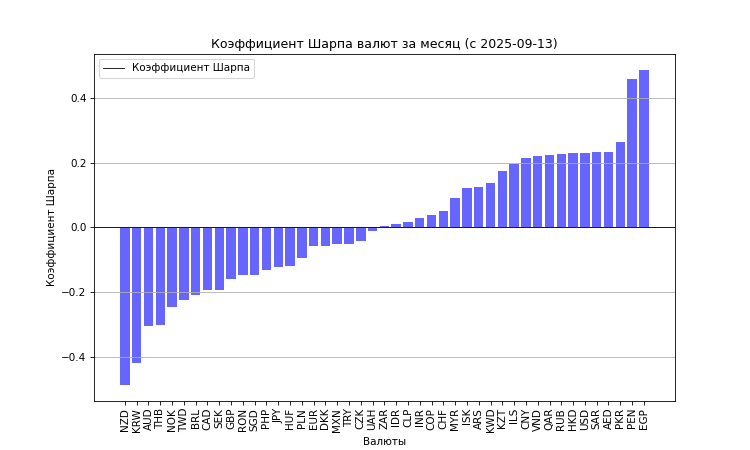 Коэффициент Шарпа валют за месяц (с 2025-09-13)
Коэффициент Шарпа
Коэффициент Шарпа
0.4
0.2
0.0
−0.2
−0.4
NZD KRW AUD THB NOK TWD BRL CAD SEK GBP RON SGD PHP JPY HUF PLN EUR DKK MXN TRY CZK UAH ZAR IDR CLP INR COP CHF MYR ISK ARS KWD KZT ILS CNY VND QAR RUB HKD USD SAR AED PKR PEN EGP
Валюты